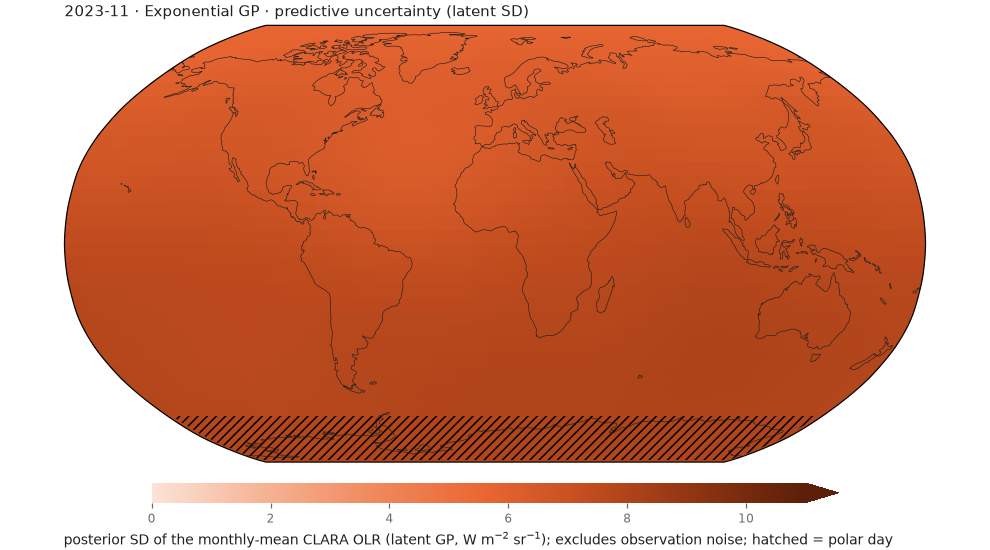 2023-11 · Exponential GP · predictive uncertainty (latent SD)
0 2 4 6 8 10
posterior SD of the monthly-mean CLARA OLR (latent GP, W m⁻² sr⁻¹); excludes observation noise; hatched = polar day